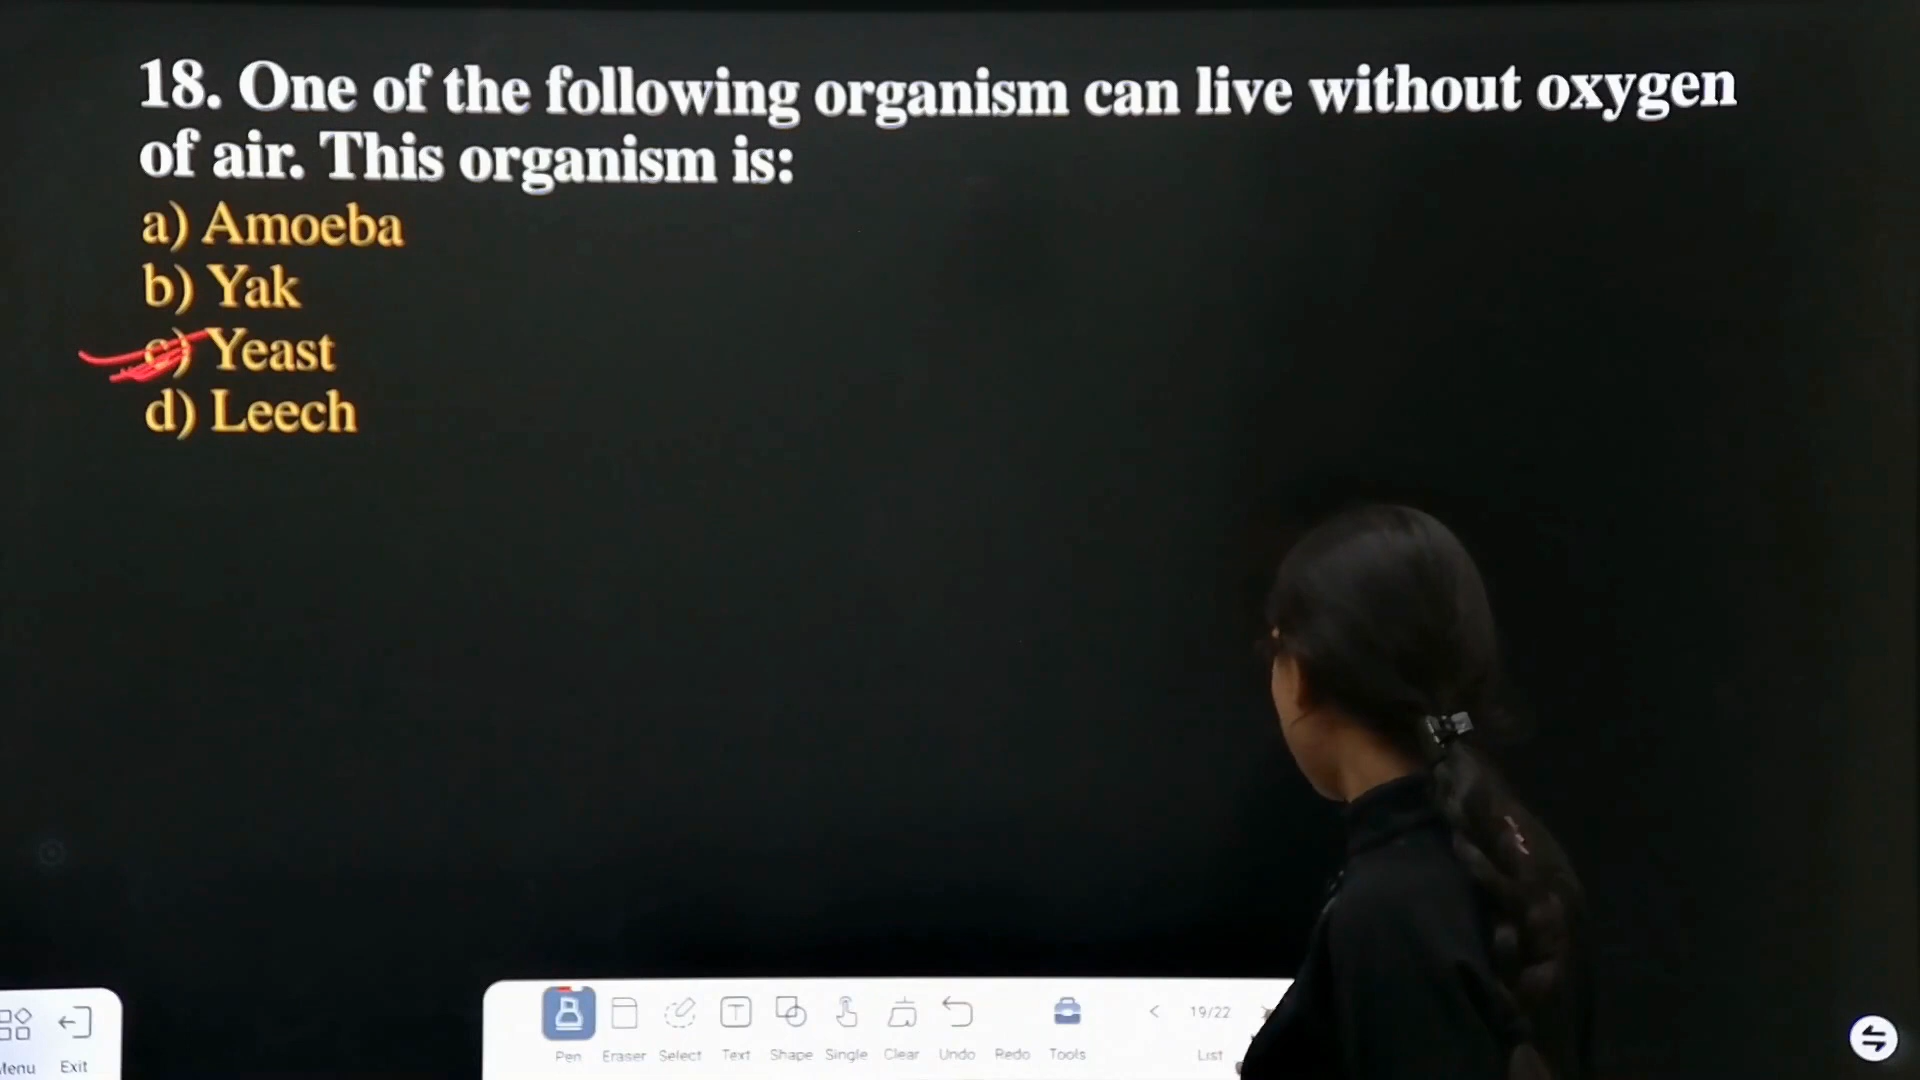 18. One of the following organism can live without oxygen
of air. This organism is:
a) Amoeba
b) Yak
c) Yeast
d) Leech
Menu Exit
Pen Eraser Select Text Shape Single Clear Undo Redo Tools
19/22
List